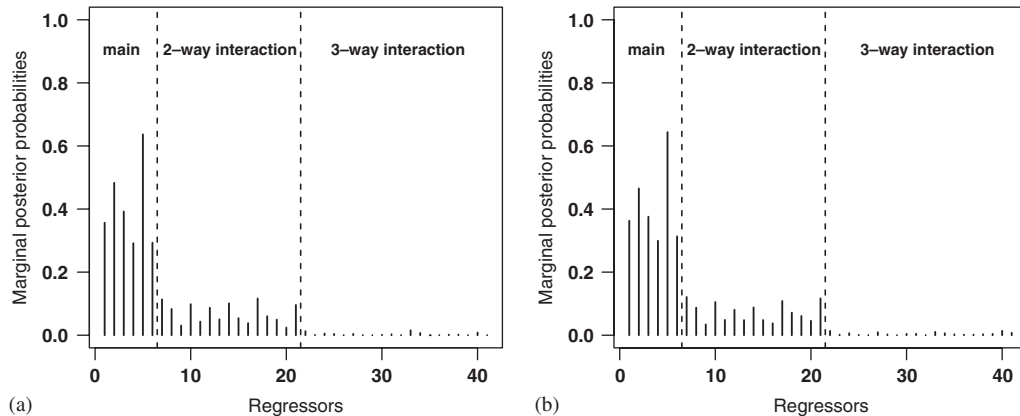 Marginal posterior probabilities
1.0
0.8
0.6
0.4
0.2
0.0
main
2–way interaction
3–way interaction
0
10
20
30
40
(a)
Regressors
Marginal posterior probabilities
1.0
0.8
0.6
0.4
0.2
0.0
main
2–way interaction
3–way interaction
0
10
20
30
40
(b)
Regressors